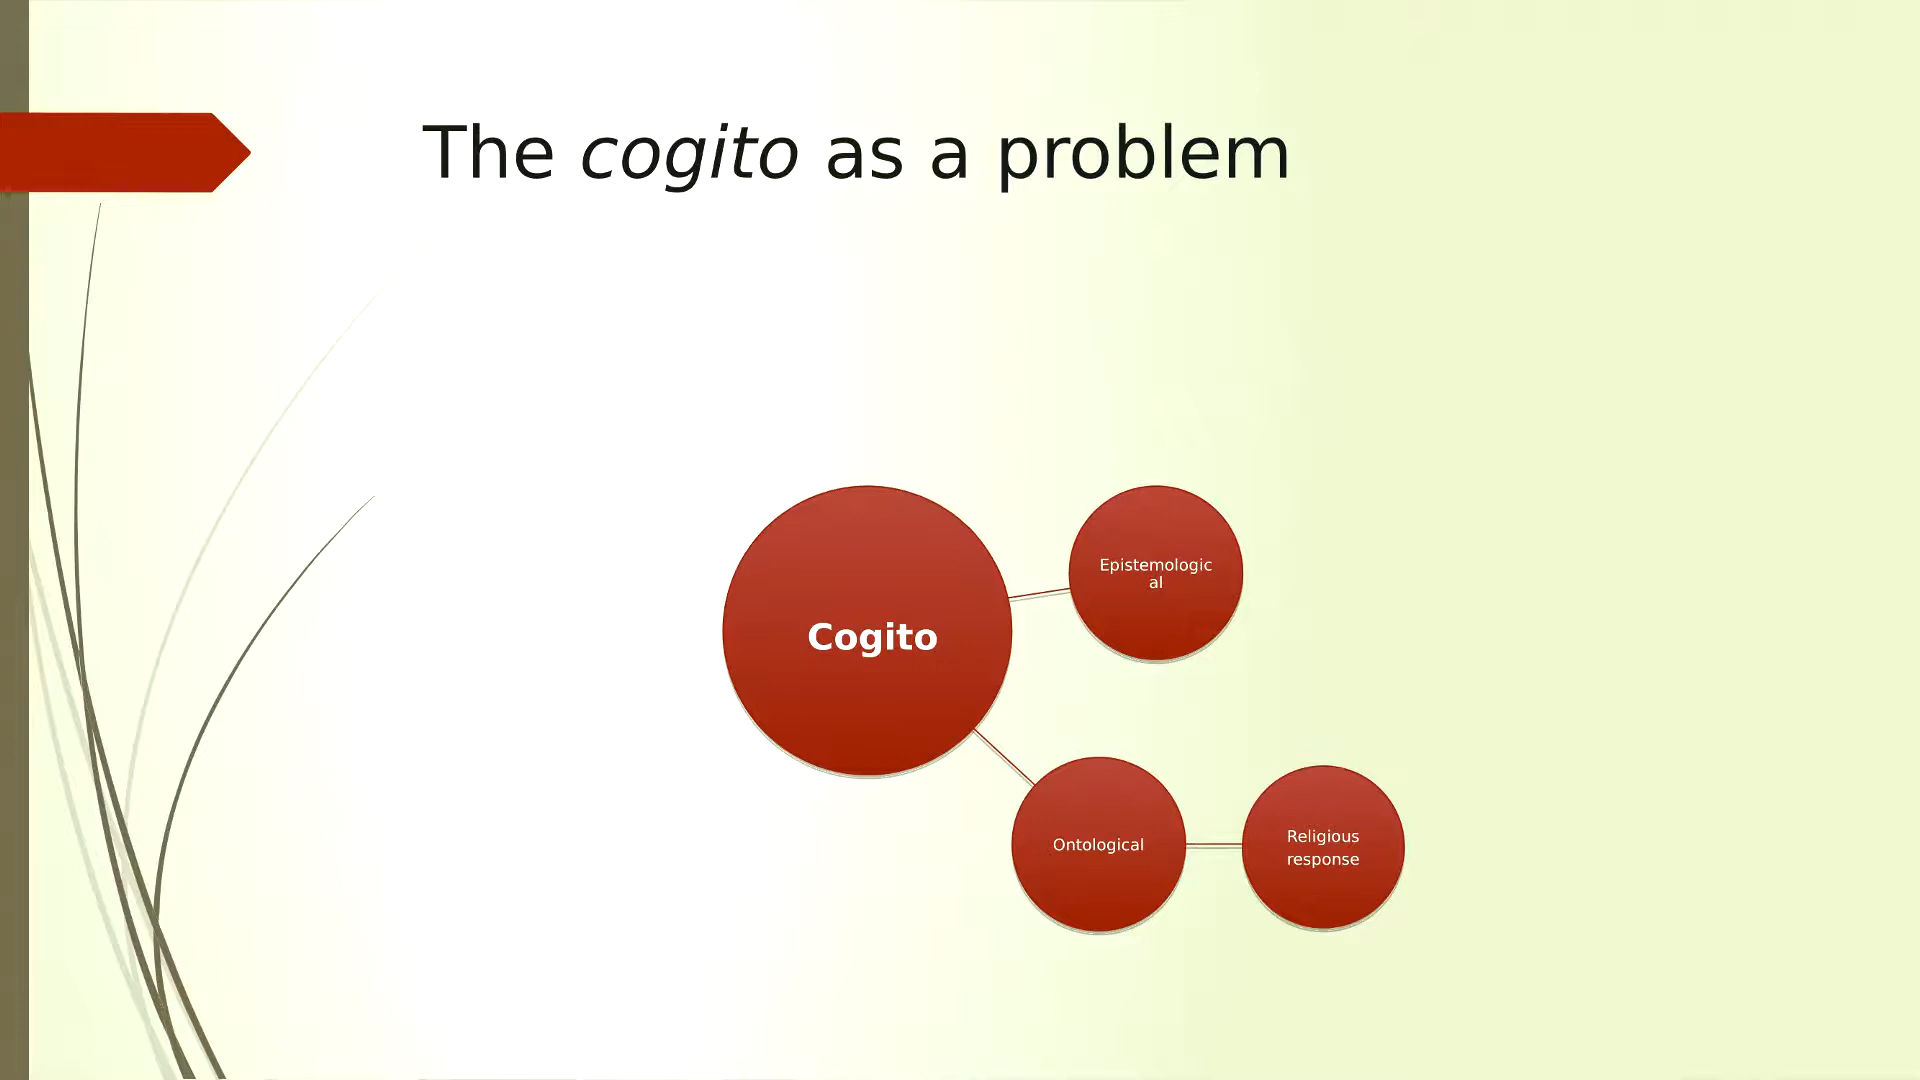 The cogito as a problem
Cogito
Epistemologic
al
Ontological
Religious
response